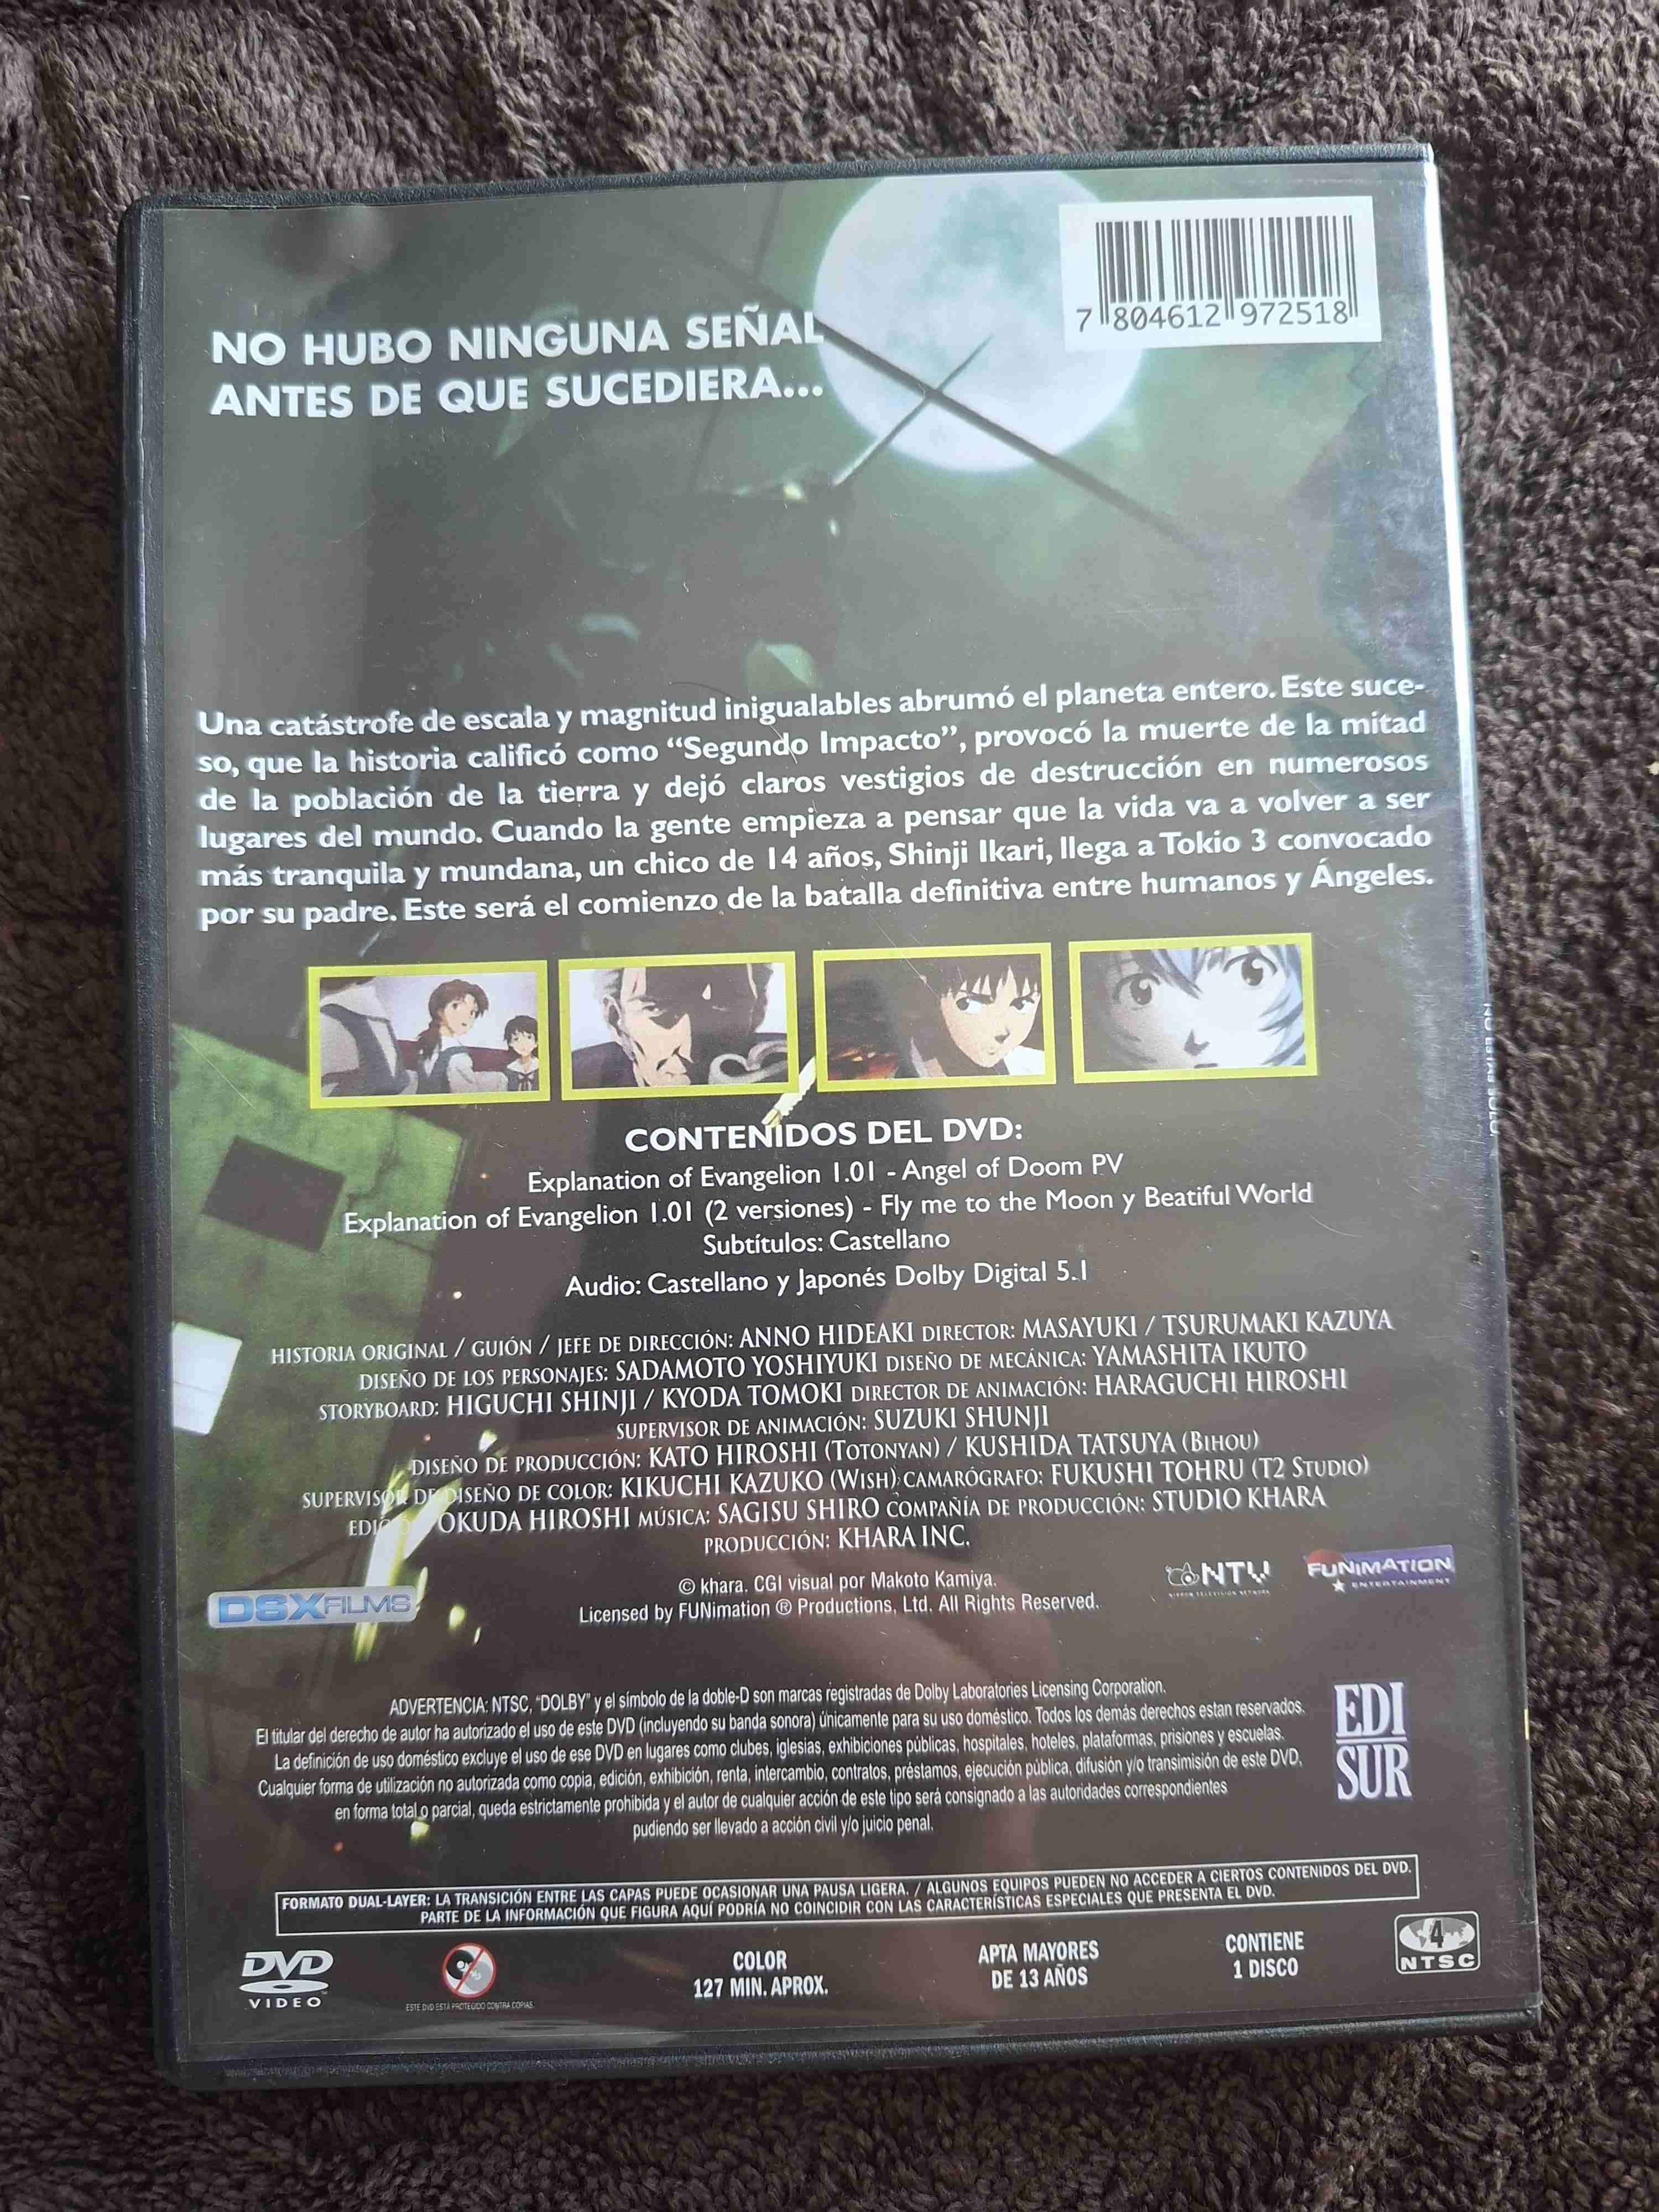 7 804612 972518
NO HUBO NINGUNA SEÑAL
ANTES DE QUE SUCEDIERA...
Una catástrofe de escala y magnitud inigualables abrumó el planeta entero. Este suce-
so, que la historia calificó como “Segundo Impacto”, provocó la muerte de la mitad
de la población de la tierra y dejó claros vestigios de destrucción en numerosos
lugares del mundo. Cuando la gente empieza a pensar que la vida va a volver a ser
más tranquila y mundana, un chico de 14 años, Shinji Ikari, llega a Tokio 3 convocado
por su padre. Este será el comienzo de la batalla definitiva entre humanos y Ángeles.
CONTENIDOS DEL DVD:
Explanation of Evangelion 1.01 - Angel of Doom PV
Explanation of Evangelion 1.01 (2 versiones) - Fly me to the Moon y Beatiful World
Subtítulos: Castellano
Audio: Castellano y Japonés Dolby Digital 5.1
HISTORIA ORIGINAL / GUIÓN / JEFE DE DIRECCIÓN: ANNO HIDEAKI DIRECTOR: MASAYUKI / TSURUMAKI KAZUYA
DISEÑO DE LOS PERSONAJES: SADAMOTO YOSHIYUKI DISEÑO DE MECÁNICA: YAMASHITA IKUTO
STORYBOARD: HIGUCHI SHINJI / KYODA TOMOKI DIRECTOR DE ANIMACIÓN: HARAGUCHI HIROSHI
SUPERVISOR DE ANIMACIÓN: SUZUKI SHUNJI
DISEÑO DE PRODUCCIÓN: KATO HIROSHI (TOTONYAN) / KUSHIDA TATSUYA (BIHOU)
SUPERVISOR DE DISEÑO DE COLOR: KIKUCHI KAZUKO (WISH) CAMARÓGRAFO: FUKUSHI TOHRU (T2 STUDIO)
OKUDA HIROSHI MÚSICA: SAGISU SHIRO COMPAÑÍA DE PRODUCCIÓN: STUDIO KHARA
PRODUCCIÓN: KHARA INC.
© khara. CGI visual por Makoto Kamiya.
Licensed by FUNimation ® Productions, Ltd. All Rights Reserved.
DSX FILMS
NTV
NIPPON TELEVISION NETWORK
FUNIMATION
ENTERTAINMENT
ADVERTENCIA: NTSC, “DOLBY” y el símbolo de la doble-D son marcas registradas de Dolby Laboratories Licensing Corporation.
El titular del derecho de autor ha autorizado el uso de este DVD (incluyendo su banda sonora) únicamente para su uso doméstico. Todos los demás derechos estan reservados.
La definición de uso doméstico excluye el uso de ese DVD en lugares como clubes, iglesias, exhibiciones públicas, hospitales, hoteles, plataformas, prisiones y escuelas.
Cualquier forma de utilización no autorizada como copia, edición, exhibición, renta, intercambio, contratos, préstamos, ejecución pública, difusión y/o transimisión de este DVD,
en forma total o parcial, queda estrictamente prohibida y el autor de cualquier acción de este tipo será consignado a las autoridades correspondientes
pudiendo ser llevado a acción civil y/o juicio penal.
EDI
SUR
FORMATO DUAL-LAYER: LA TRANSICIÓN ENTRE LAS CAPAS PUEDE OCASIONAR UNA PAUSA LIGERA. / ALGUNOS EQUIPOS PUEDEN NO ACCEDER A CIERTOS CONTENIDOS DEL DVD.
PARTE DE LA INFORMACIÓN QUE FIGURA AQUÍ PODRÍA NO COINCIDIR CON LAS CARACTERÍSTICAS ESPECIALES QUE PRESENTA EL DVD.
DVD
VIDEO
ESTE DVD ESTÁ PROTEGIDO CONTRA COPIAS.
COLOR
127 MIN. APROX.
APTA MAYORES
DE 13 AÑOS
CONTIENE
1 DISCO
4
NTSC